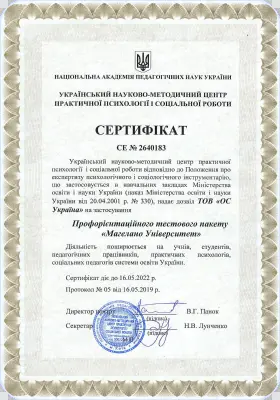 НАЦІОНАЛЬНА АКАДЕМІЯ ПЕДАГОГІЧНИХ НАУК УКРАЇНИ
УКРАЇНСЬКИЙ НАУКОВО-МЕТОДИЧНИЙ ЦЕНТР
ПРАКТИЧНОЇ ПСИХОЛОГІЇ І СОЦІАЛЬНОЇ РОБОТИ
СЕРТИФІКАТ
СЕ № 2640183
Український науково-методичний центр практичної
психології і соціальної роботи відповідно до Положення про
експертизу психологічного і соціологічного інструментарію,
що застосовується в навчальних закладах Міністерства
освіти і науки України (наказ Міністерства освіти і науки
України від 20.04.2001 р. № 330), надає дозвіл ТОВ «ОС
Україна» на застосування
Профорієнтаційного тестового пакету
«Магелано Університет»
Діяльність поширюється на учнів, студентів,
педагогічних працівників, практичних психологів,
соціальних педагогів системи освіти України.
Сертифікат діє до 16.05.2022 р.
Протокол № 05 від 16.05.2019 р.
Директор центру В.Г. Панок
(підпис)
Секретар Н.В. Лунченко
(підпис)